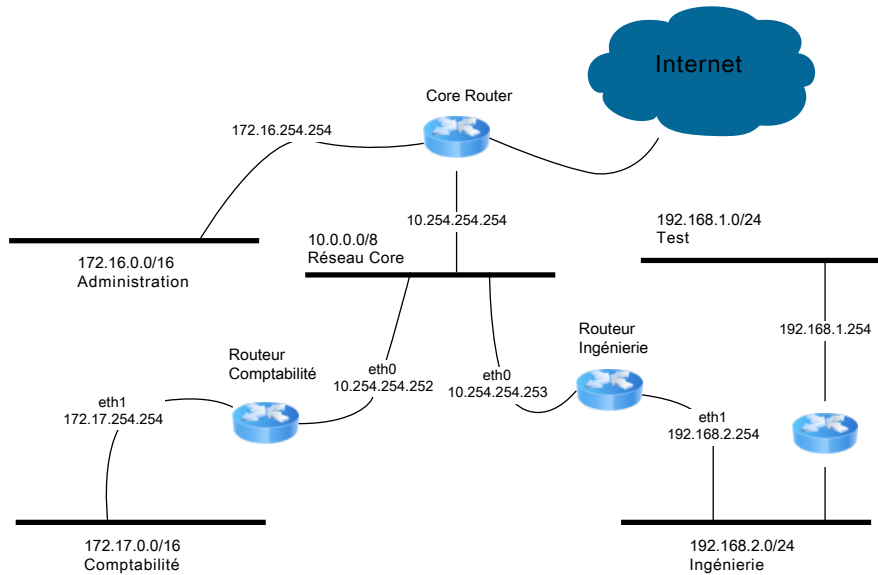 Internet
Core Router
172.16.254.254
10.254.254.254
192.168.1.0/24
Test
10.0.0.0/8
Réseau Core
172.16.0.0/16
Administration
192.168.1.254
Routeur
Ingénierie
Routeur
Comptabilité
eth0
10.254.254.252
eth0
10.254.254.253
eth1
172.17.254.254
eth1
192.168.2.254
172.17.0.0/16
Comptabilité
192.168.2.0/24
Ingénierie